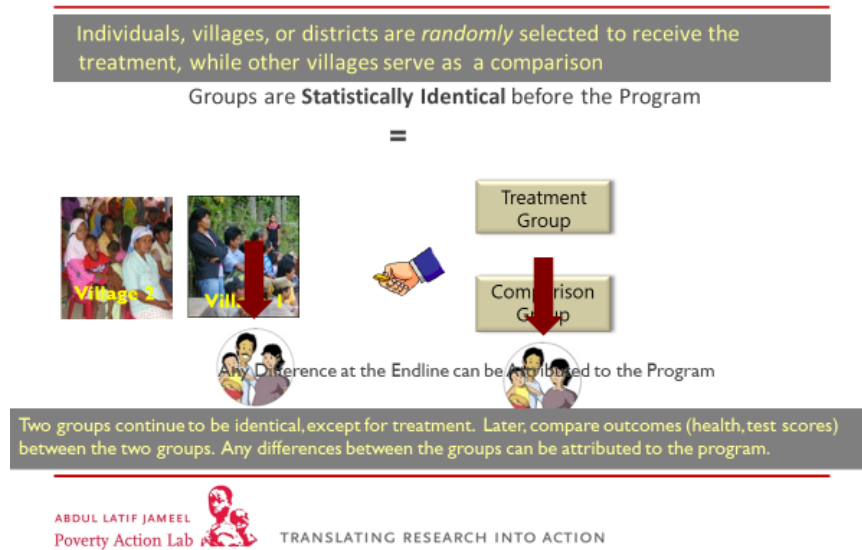 Individuals, villages, or districts are randomly selected to receive the
treatment, while other villages serve as a comparison
Groups are Statistically Identical before the Program
=
Treatment
Group
Village 2
Comparison
Group
Any Difference at the Endline can be Attributed to the Program
Two groups continue to be identical, except for treatment. Later, compare outcomes (health, test scores)
between the two groups. Any differences between the groups can be attributed to the program.
ABDUL LATIF JAMEEL
Poverty Action Lab
TRANSLATING RESEARCH INTO ACTION